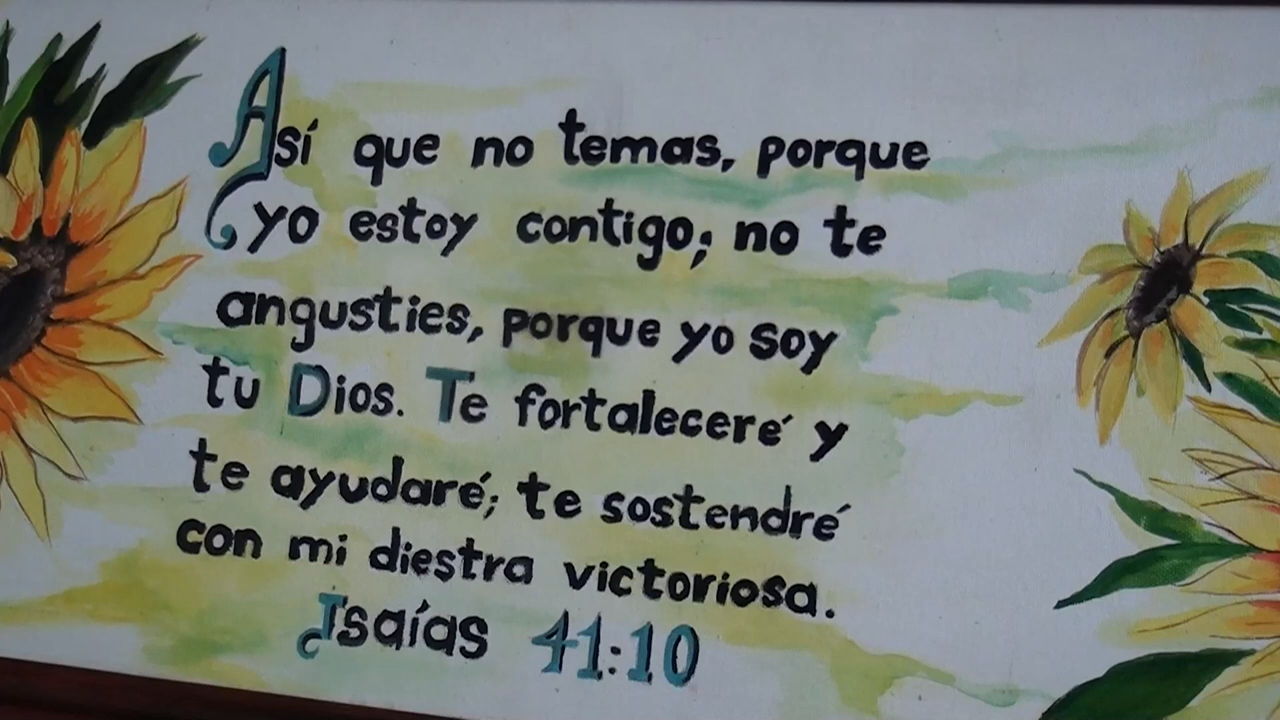 Así que no temas, porque
yo estoy contigo; no te
angusties, porque yo soy
tu Dios. Te fortaleceré y
te ayudaré; te sostendré
con mi diestra victoriosa.
Isaías 41:10